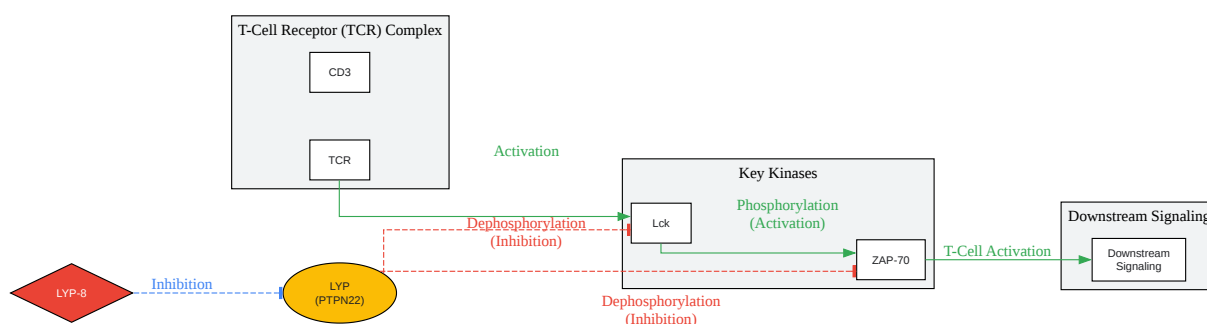 T-Cell Receptor (TCR) Complex
CD3
TCR
Activation
Key Kinases
Phosphorylation
(Activation)
Lck
Dephosphorylation
(Inhibition)
Downstream Signaling
ZAP-70
T-Cell Activation
Downstream
Signaling
LYP-8
Inhibition
LYP
(PTPN22)
Dephosphorylation
(Inhibition)